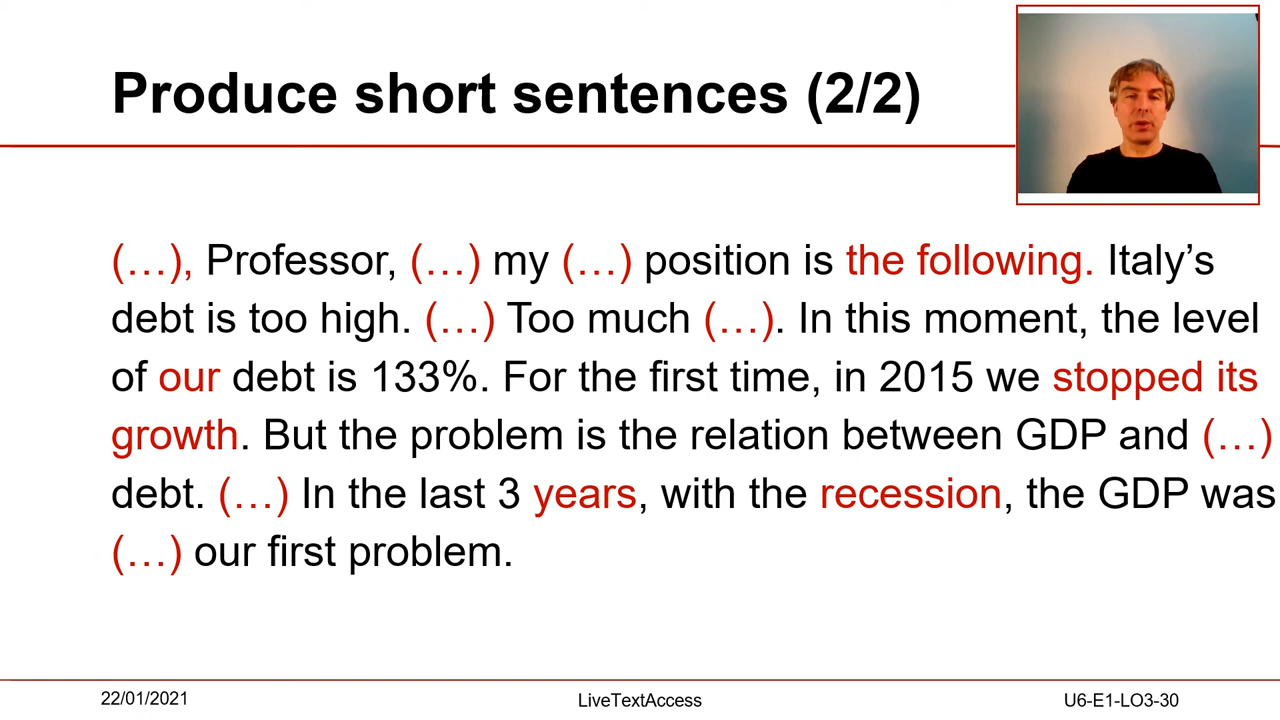 Produce short sentences (2/2)
(…), Professor, (…) my (…) position is the following. Italy’s
debt is too high. (…) Too much (…). In this moment, the level
of our debt is 133%. For the first time, in 2015 we stopped its
growth. But the problem is the relation between GDP and (…)
debt. (…) In the last 3 years, with the recession, the GDP was
(…) our first problem.
22/01/2021
LiveTextAccess
U6-E1-LO3-30